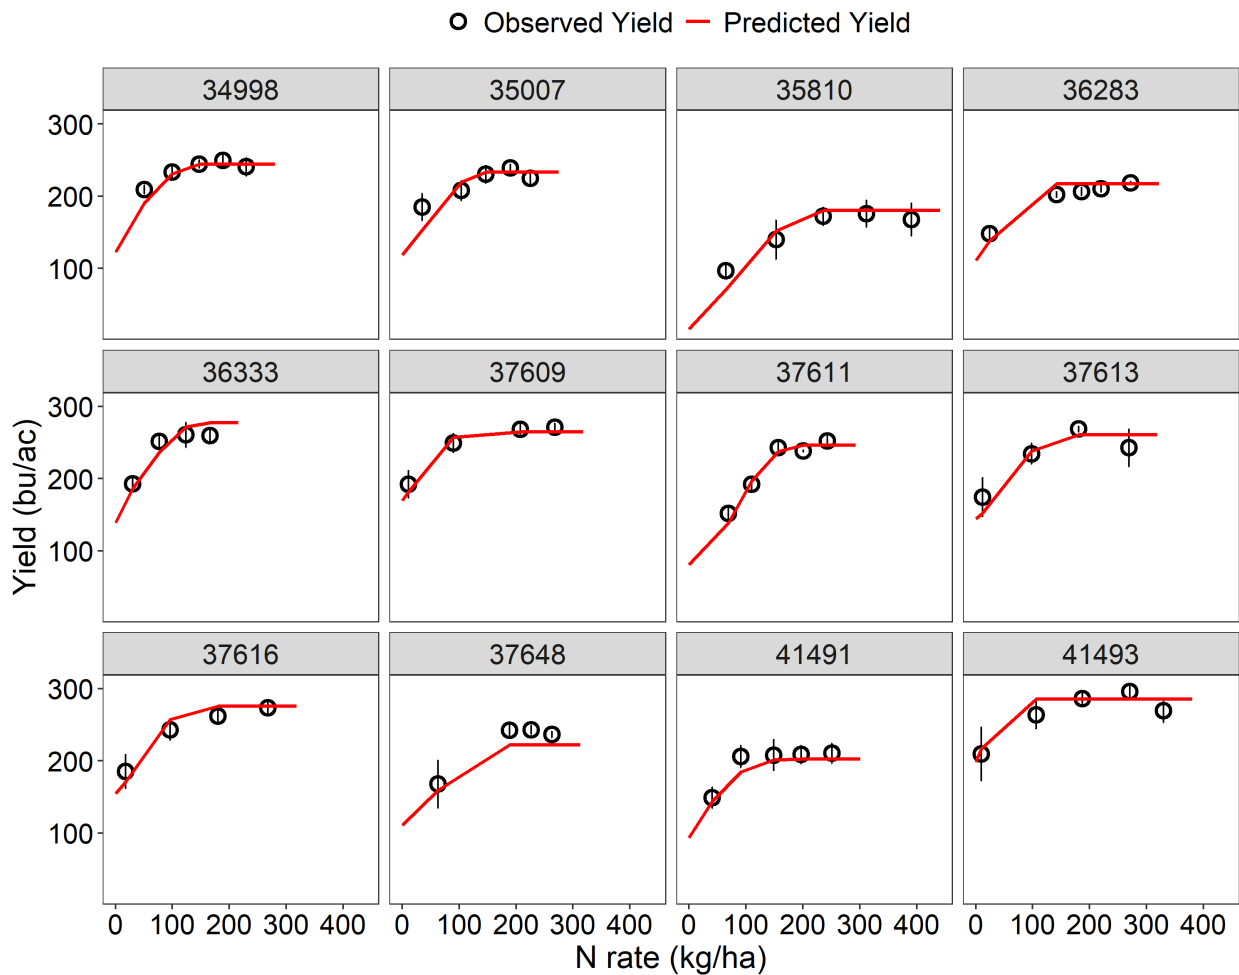 Observed Yield Predicted Yield
34998 35007 35810 36283
300
200
100
36333 37609 37611 37613
300
200
100
37616 37648 41491 41493
300
200
100
0 100 200 300 400 0 100 200 300 400 0 100 200 300 400 0 100 200 300 400
N rate (kg/ha)
Yield (bu/ac)